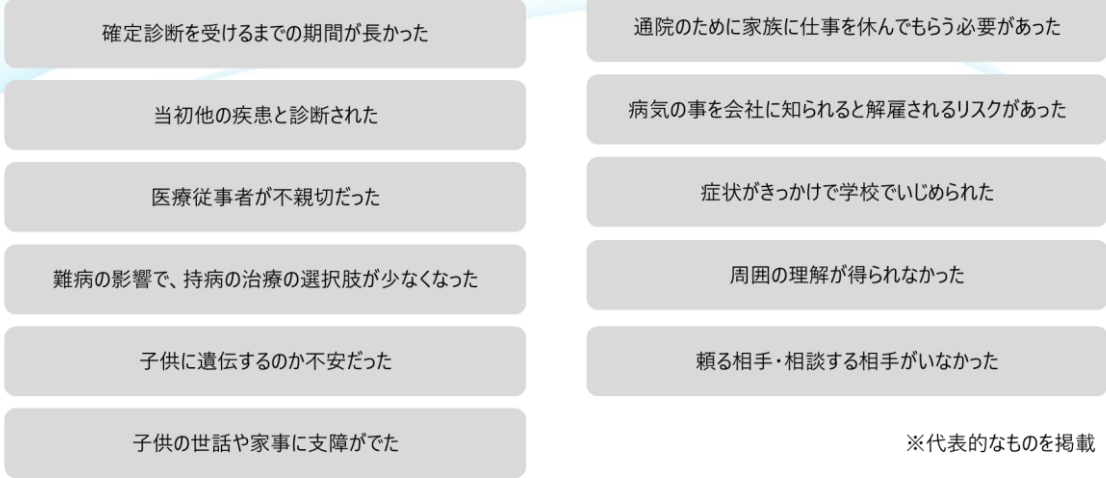 確定診断を受けるまでの期間が長かった
当初他の疾患と診断された
医療従事者が不親切だった
難病の影響で、持病の治療の選択肢が少なくなった
子供に遺伝するのか不安だった
子供の世話や家事に支障がでた
通院のために家族に仕事を休んでもらう必要があった
病気の事を会社に知られると解雇されるリスクがあった
症状がきっかけで学校でいじめられた
周囲の理解が得られなかった
頼る相手・相談する相手がいなかった
※代表的なものを掲載